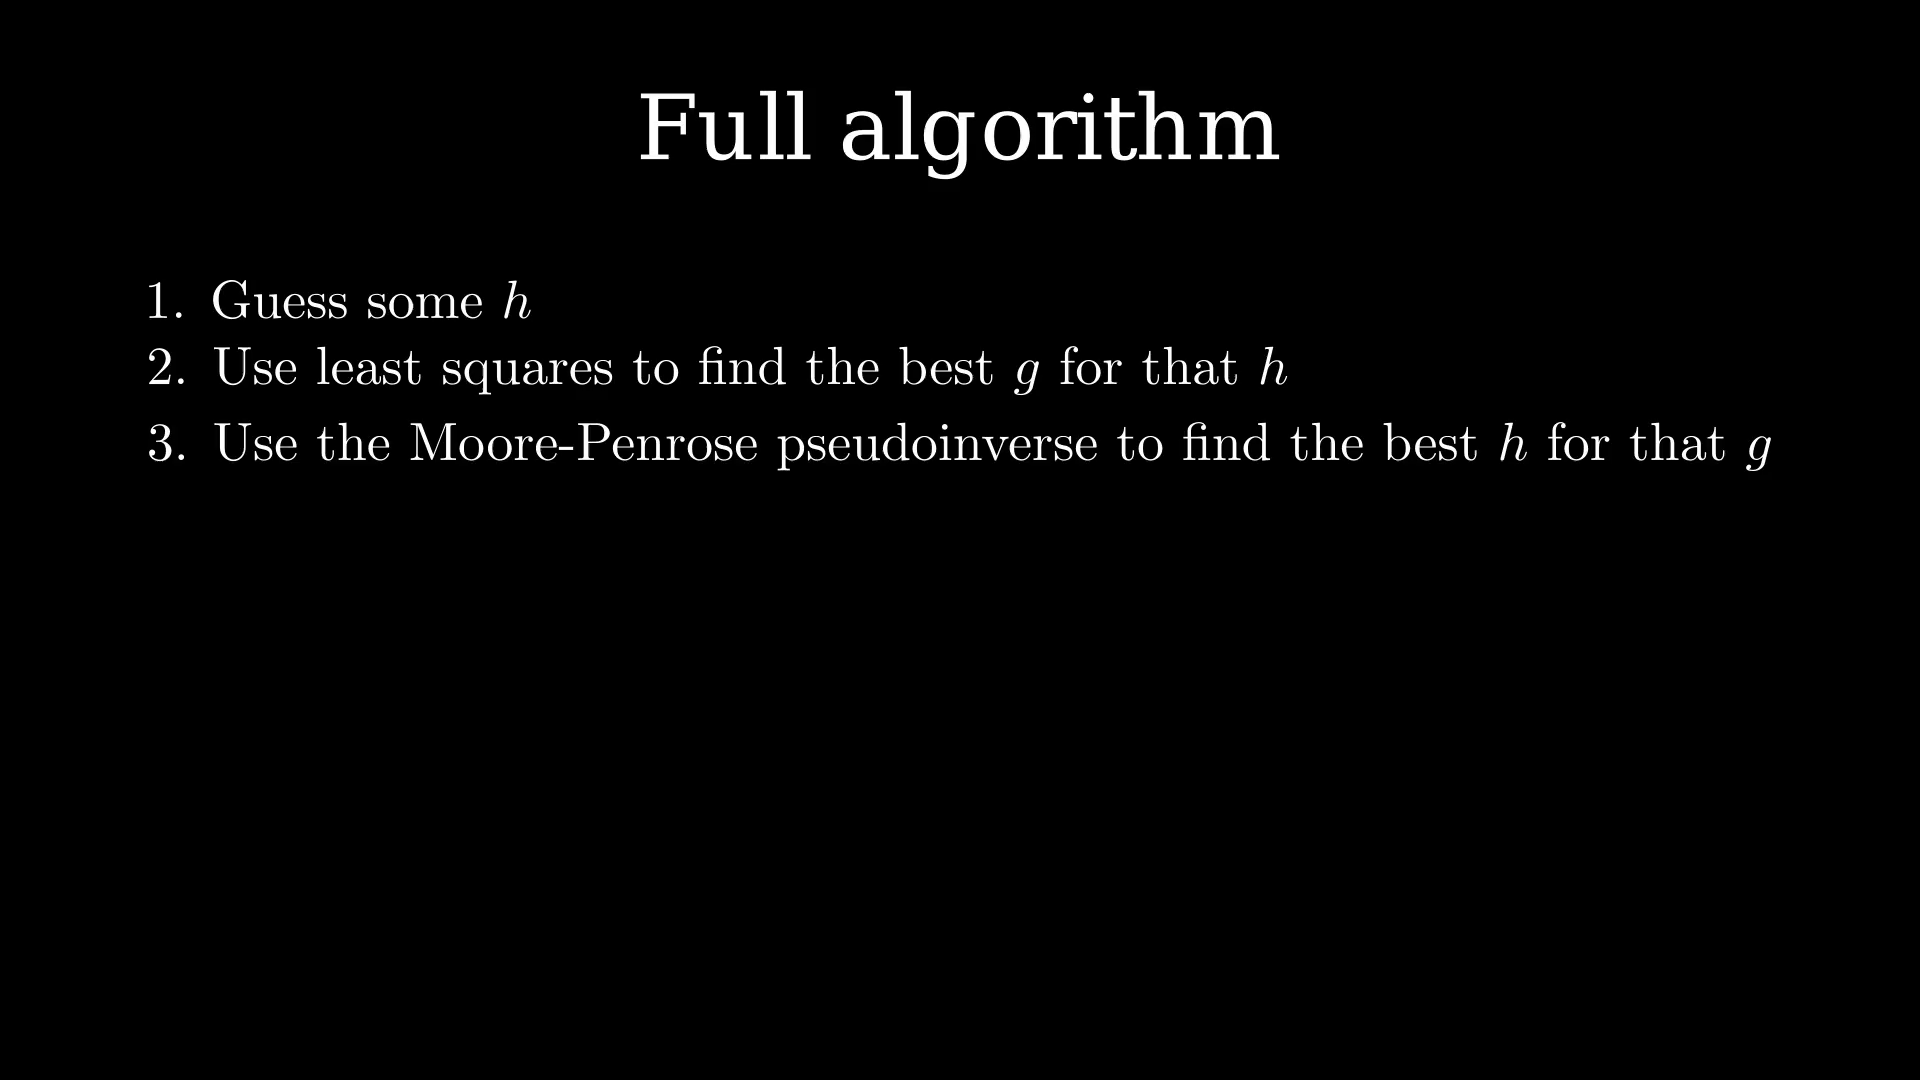 Full algorithm
1. Guess some h
2. Use least squares to find the best g for that h
3. Use the Moore-Penrose pseudoinverse to find the best h for that g